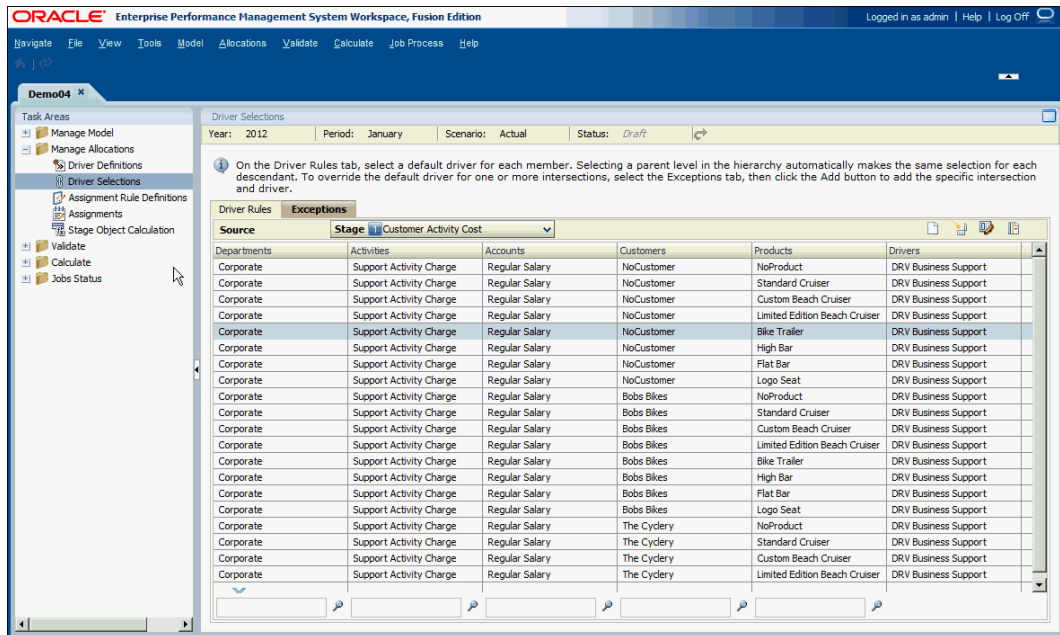 ORACLE® Enterprise Performance Management System Workspace, Fusion Edition Logged in as admin | Help | Log Off
Navigate File View Tools Model Allocations Validate Calculate Job Process Help
Demo04
Task Areas
Manage Model
Manage Allocations
Driver Definitions
Driver Selections
Assignment Rule Definitions
Assignments
Stage Object Calculation
Validate
Calculate
Jobs Status
Driver Selections
Year: 2012 Period: January Scenario: Actual Status: Draft
On the Driver Rules tab, select a default driver for each member. Selecting a parent level in the hierarchy automatically makes the same selection for each
descendant. To override the default driver for one or more intersections, select the Exceptions tab, then click the Add button to add the specific intersection
and driver.
Driver Rules Exceptions
Source Stage 1 Customer Activity Cost
Departments Activities Accounts Customers Products Drivers
Corporate Support Activity Charge Regular Salary NoCustomer NoProduct DRV Business Support
Corporate Support Activity Charge Regular Salary NoCustomer Standard Cruiser DRV Business Support
Corporate Support Activity Charge Regular Salary NoCustomer Custom Beach Cruiser DRV Business Support
Corporate Support Activity Charge Regular Salary NoCustomer Limited Edition Beach Cruiser DRV Business Support
Corporate Support Activity Charge Regular Salary NoCustomer Bike Trailer DRV Business Support
Corporate Support Activity Charge Regular Salary NoCustomer High Bar DRV Business Support
Corporate Support Activity Charge Regular Salary NoCustomer Flat Bar DRV Business Support
Corporate Support Activity Charge Regular Salary NoCustomer Logo Seat DRV Business Support
Corporate Support Activity Charge Regular Salary Bobs Bikes NoProduct DRV Business Support
Corporate Support Activity Charge Regular Salary Bobs Bikes Standard Cruiser DRV Business Support
Corporate Support Activity Charge Regular Salary Bobs Bikes Custom Beach Cruiser DRV Business Support
Corporate Support Activity Charge Regular Salary Bobs Bikes Limited Edition Beach Cruiser DRV Business Support
Corporate Support Activity Charge Regular Salary Bobs Bikes Bike Trailer DRV Business Support
Corporate Support Activity Charge Regular Salary Bobs Bikes High Bar DRV Business Support
Corporate Support Activity Charge Regular Salary Bobs Bikes Flat Bar DRV Business Support
Corporate Support Activity Charge Regular Salary Bobs Bikes Logo Seat DRV Business Support
Corporate Support Activity Charge Regular Salary The Cyclery NoProduct DRV Business Support
Corporate Support Activity Charge Regular Salary The Cyclery Standard Cruiser DRV Business Support
Corporate Support Activity Charge Regular Salary The Cyclery Custom Beach Cruiser DRV Business Support
Corporate Support Activity Charge Regular Salary The Cyclery Limited Edition Beach Cruiser DRV Business Support